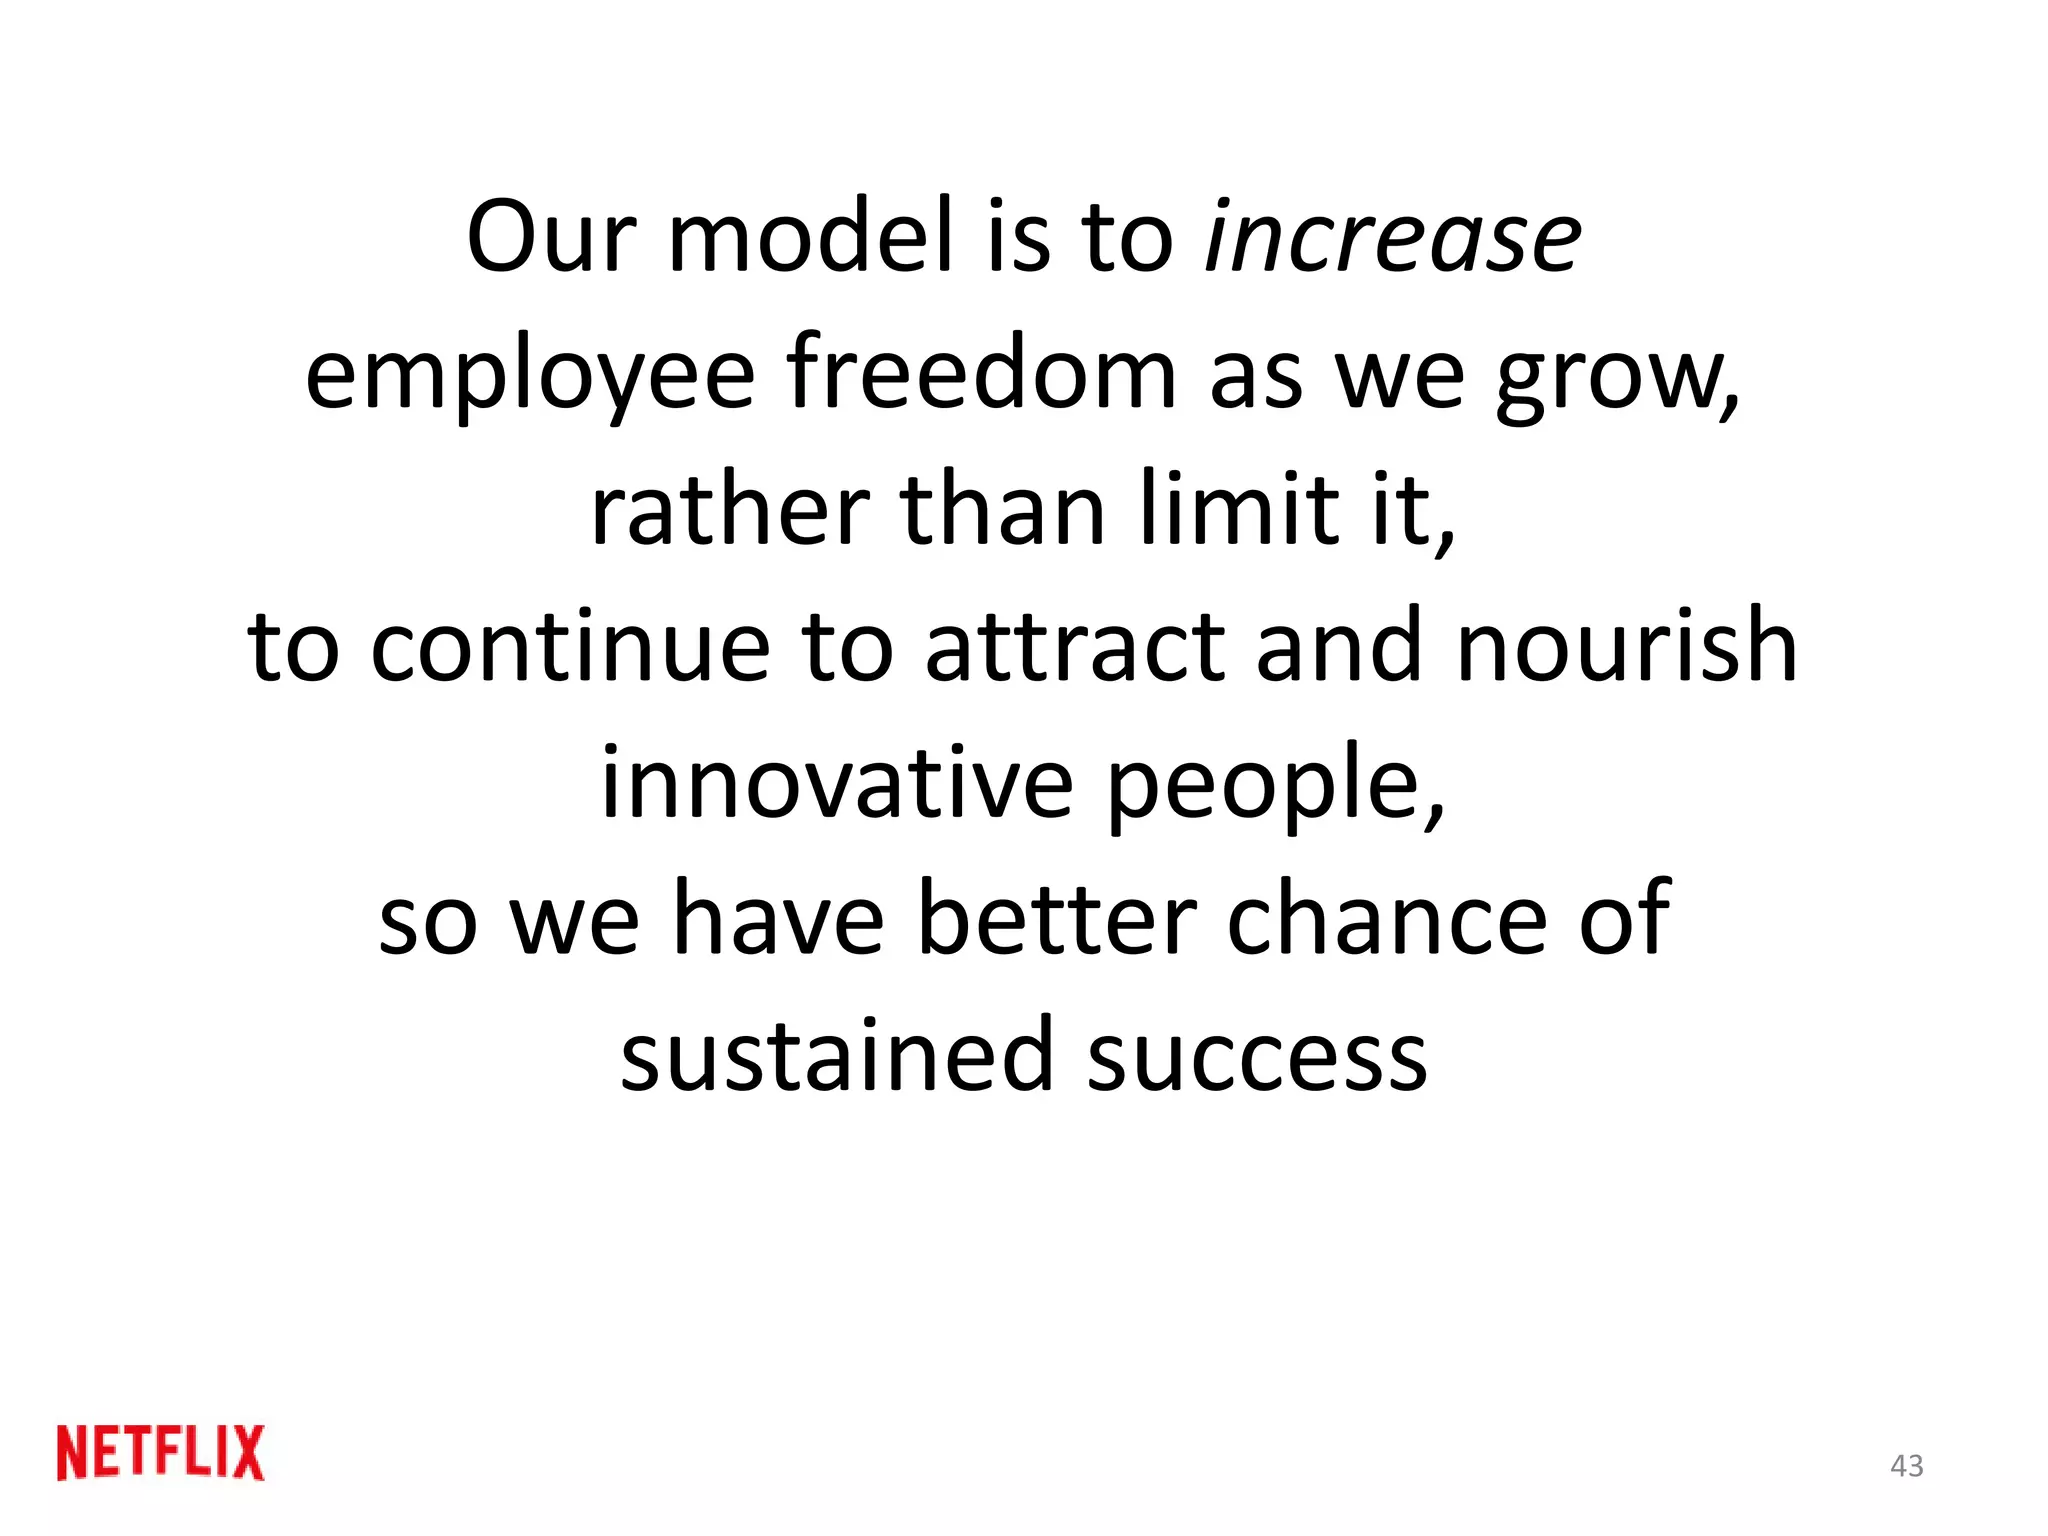 Our model is to increase
employee freedom as we grow,
rather than limit it,
to continue to attract and nourish
innovative people,
so we have better chance of
sustained success
NETFLIX
43